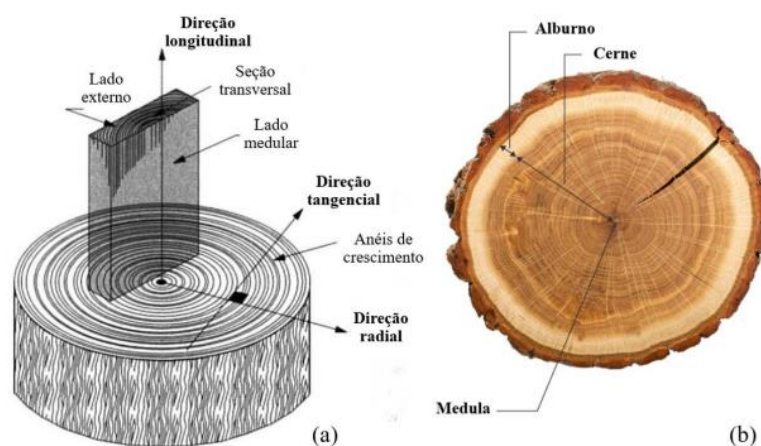 Direção
longitudinal
Lado
externo
Seção
transversal
Lado
medular
Direção
tangencial
Anéis de
crescimento
Direção
radial
(a)
Alburno
Cerne
Medula
(b)